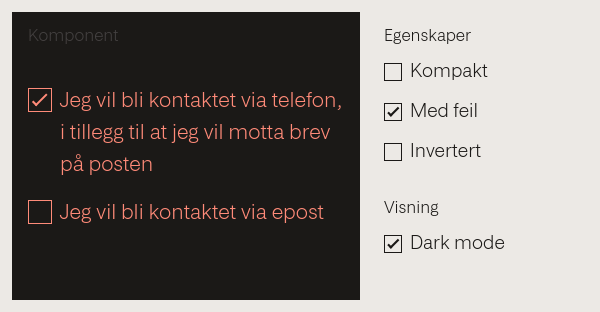 Komponent
Jeg vil bli kontaktet via telefon,
i tillegg til at jeg vil motta brev
på posten
Jeg vil bli kontaktet via epost
Egenskaper
Kompakt
Med feil
Invertert
Visning
Dark mode